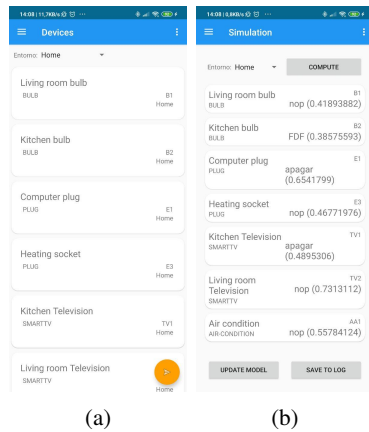 14:08 | 11,7KB/s
Devices
Entorno: Home
Living room bulb
BULB B1
Home
Kitchen bulb
BULB B2
Home
Computer plug
PLUG E1
Home
Heating socket
PLUG E3
Home
Kitchen Television
SMARTTV TV1
Home
Living room Television
SMARTTV
Home
(a)
14:08 | 0,8KB/s
Simulation
Entorno: Home COMPUTE
Living room bulb B1
BULB nop (0.41893882)
Kitchen bulb B2
BULB FDF (0.38575593)
Computer plug E1
PLUG apagar
(0.6541799)
Heating socket E3
PLUG nop (0.46771976)
Kitchen Television TV1
SMARTTV apagar
(0.4895306)
Living room TV2
Television nop (0.7313112)
SMARTTV
Air condition AA1
AIR-CONDITION nop (0.55784124)
UPDATE MODEL SAVE TO LOG
(b)